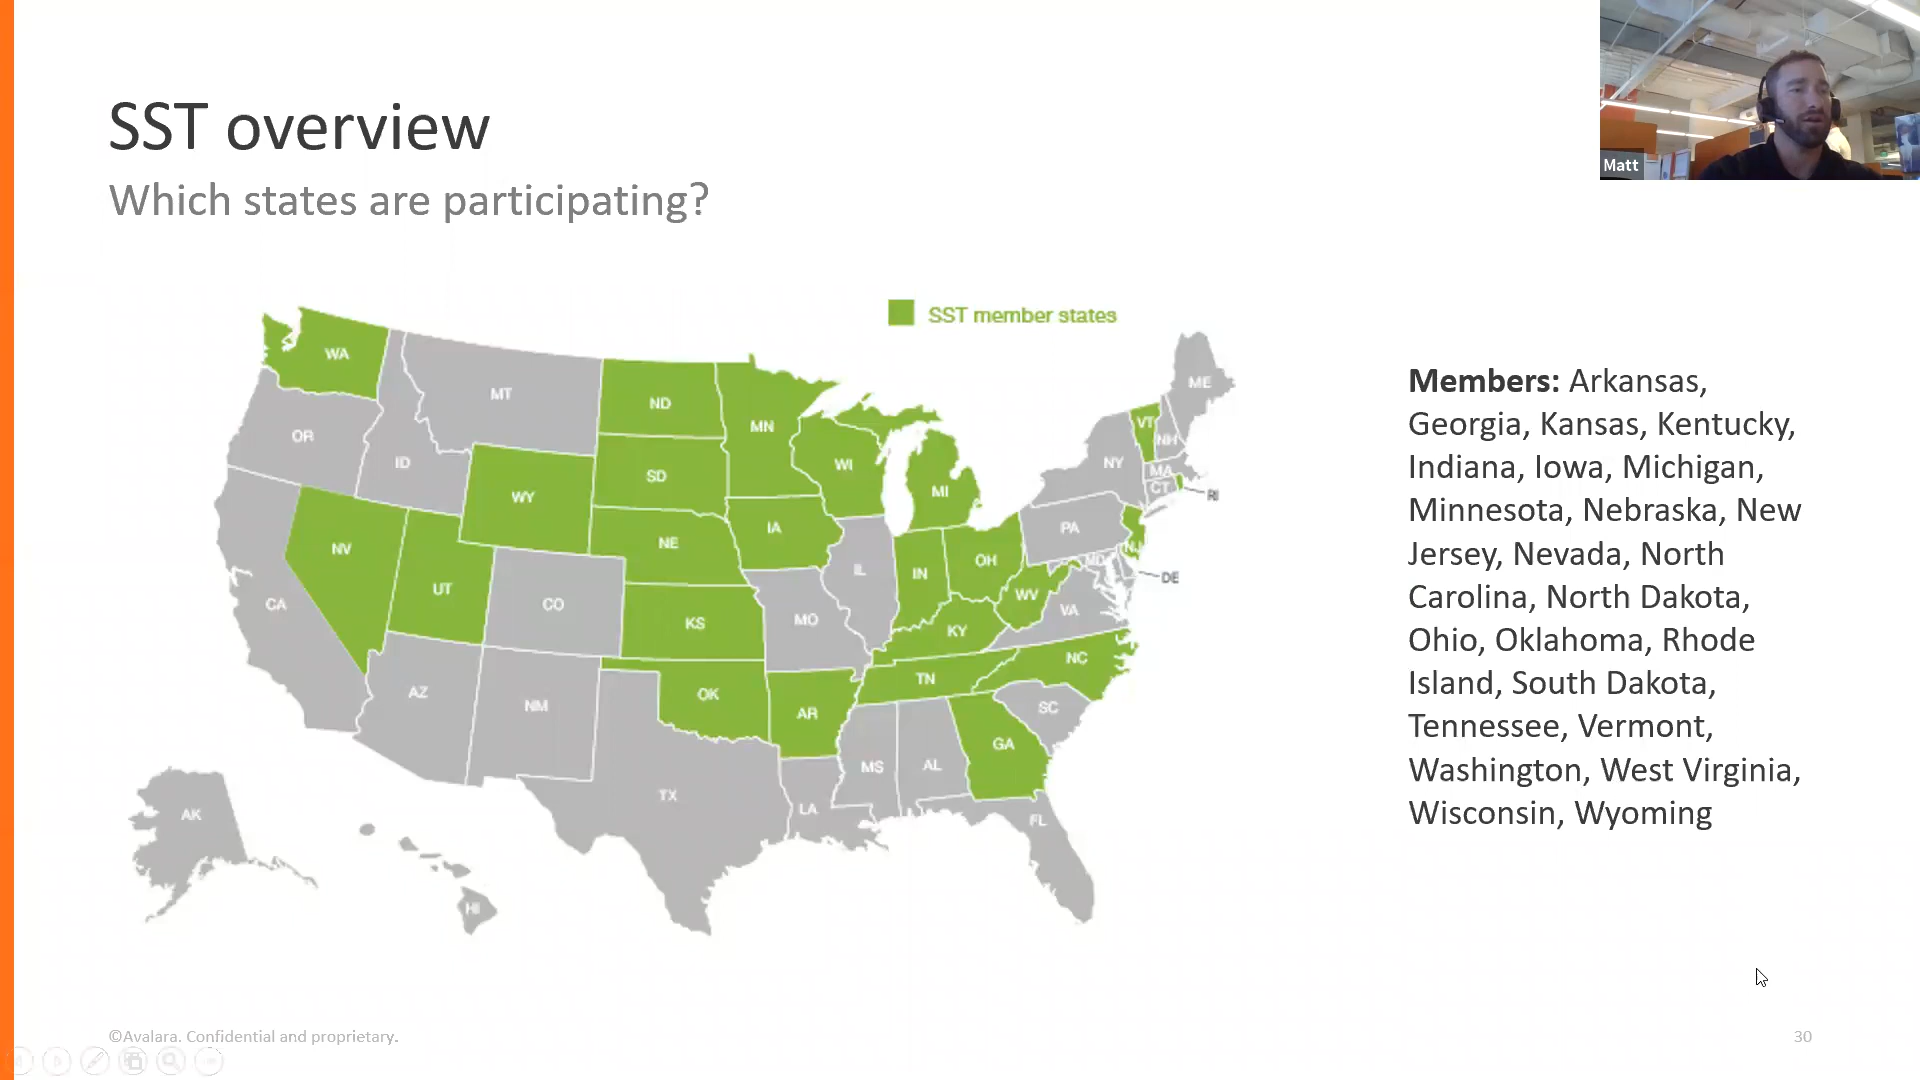 SST overview
Which states are participating?
Matt
SST member states
WA
MT
ND
MN
OR
ID
WY
SD
WI
MI
ME
VT
NH
NY
MA
CT
RI
NV
UT
CO
NE
IA
IL
IN
OH
PA
NJ
MD
DE
CA
KS
MO
KY
WV
VA
AZ
NM
OK
AR
TN
NC
SC
TX
LA
MS
AL
GA
FL
AK
HI
Members: Arkansas,
Georgia, Kansas, Kentucky,
Indiana, Iowa, Michigan,
Minnesota, Nebraska, New
Jersey, Nevada, North
Carolina, North Dakota,
Ohio, Oklahoma, Rhode
Island, South Dakota,
Tennessee, Vermont,
Washington, West Virginia,
Wisconsin, Wyoming
©Avalara. Confidential and proprietary.
30